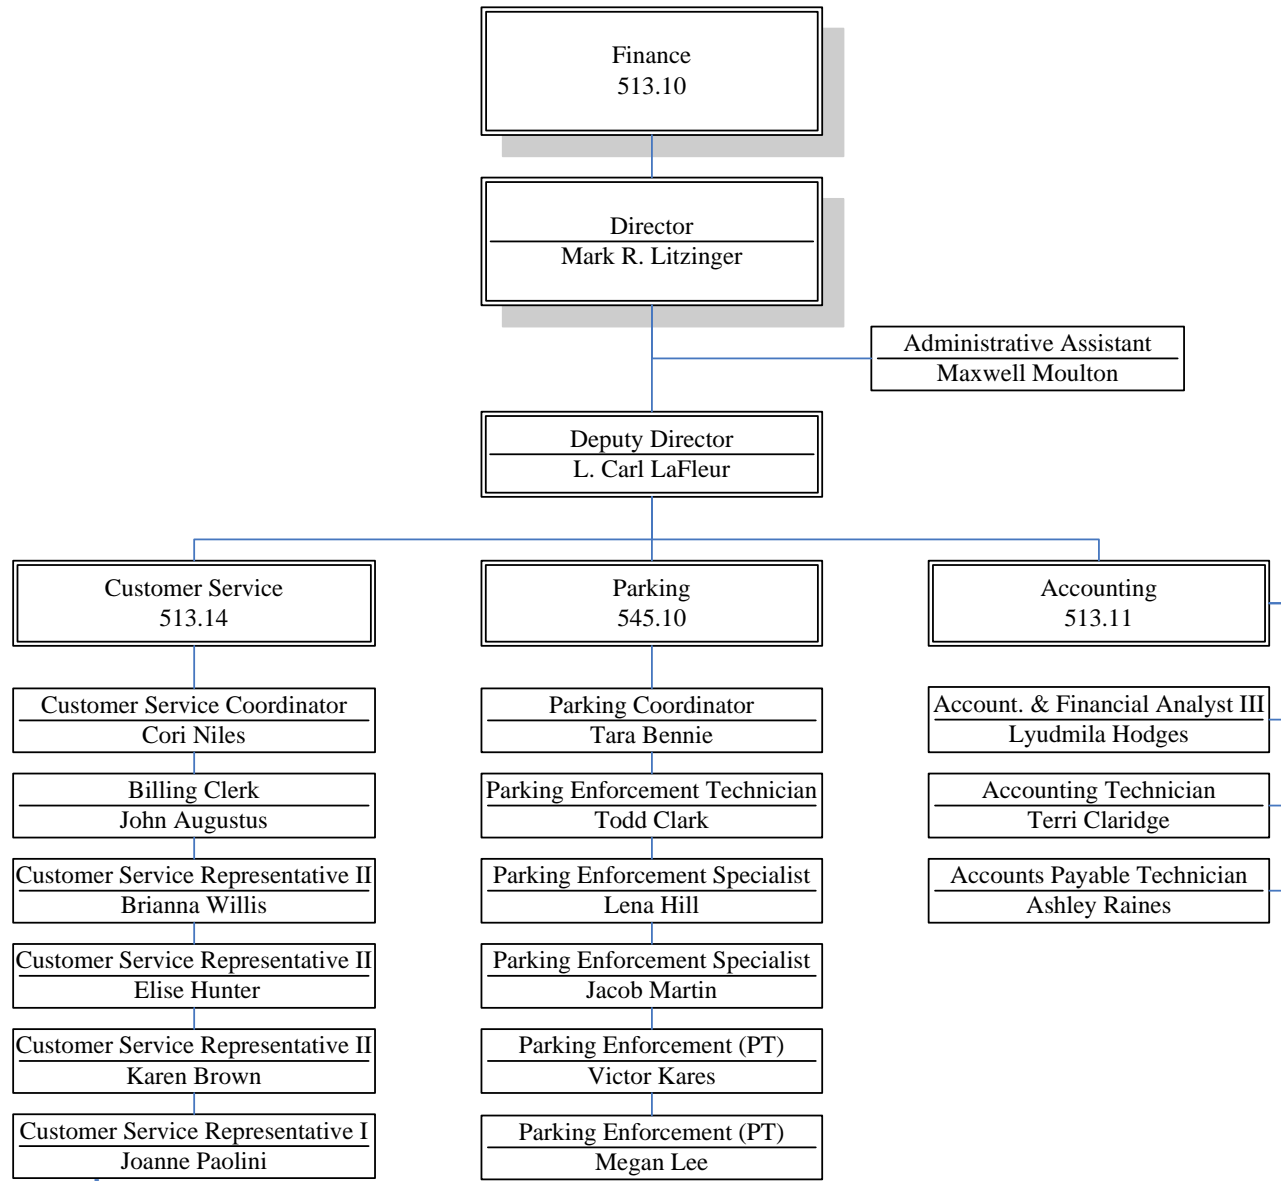 Finance
513.10
Director
Mark R. Litzinger
Administrative Assistant
Maxwell Moulton
Deputy Director
L. Carl LaFleur
Customer Service
513.14
Customer Service Coordinator
Cori Niles
Billing Clerk
John Augustus
Customer Service Representative II
Brianna Willis
Customer Service Representative II
Elise Hunter
Customer Service Representative II
Karen Brown
Customer Service Representative I
Joanne Paolini
Parking
545.10
Parking Coordinator
Tara Bennie
Parking Enforcement Technician
Todd Clark
Parking Enforcement Specialist
Lena Hill
Parking Enforcement Specialist
Jacob Martin
Parking Enforcement (PT)
Victor Kares
Parking Enforcement (PT)
Megan Lee
Accounting
513.11
Account. & Financial Analyst III
Lyudmila Hodges
Accounting Technician
Terri Claridge
Accounts Payable Technician
Ashley Raines